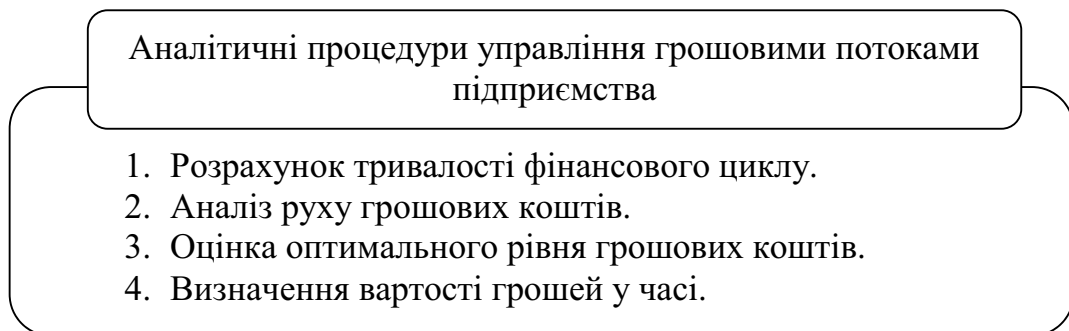 Аналітичні процедури управління грошовими потоками
підприємства
1. Розрахунок тривалості фінансового циклу.
2. Аналіз руху грошових коштів.
3. Оцінка оптимального рівня грошових коштів.
4. Визначення вартості грошей у часі.